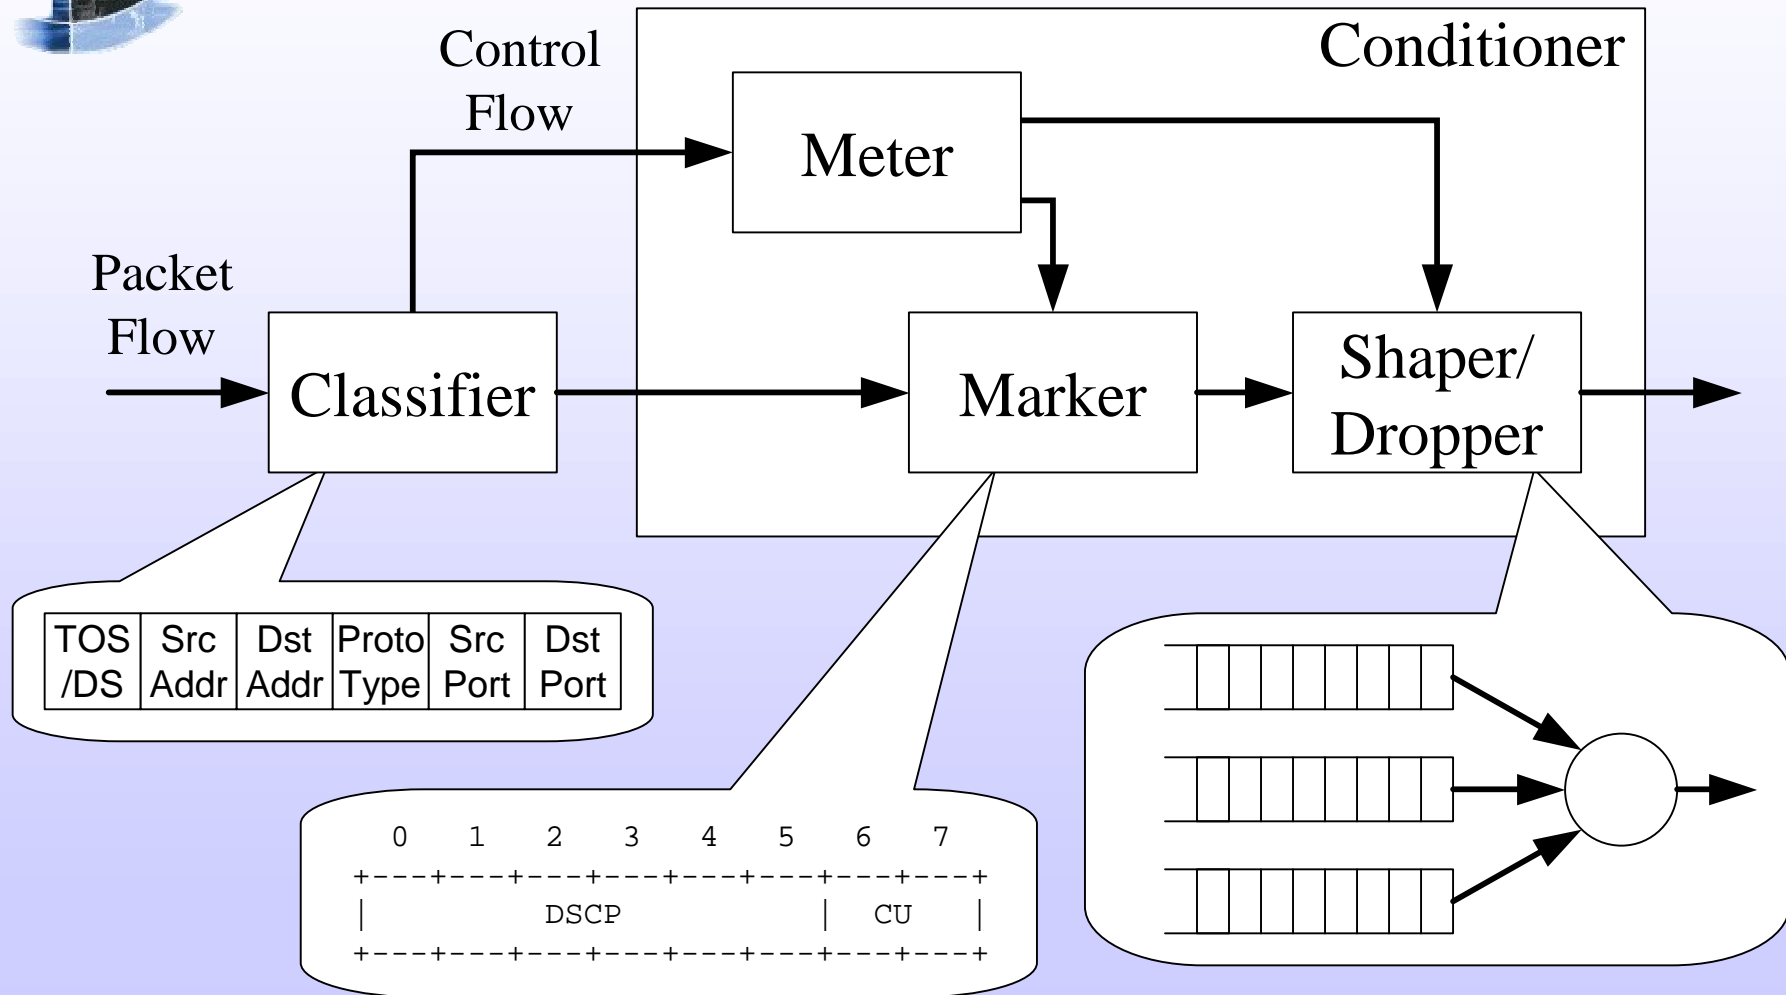 Control
Flow
Conditioner
Meter
Packet
Flow
Classifier
Marker
Shaper/
Dropper
TOS Src Dst Proto Src Dst
/DS Addr Addr Type Port Port
0 1 2 3 4 5 6 7
+---+---+---+---+---+---+---+---+
| DSCP | CU |
+---+---+---+---+---+---+---+---+